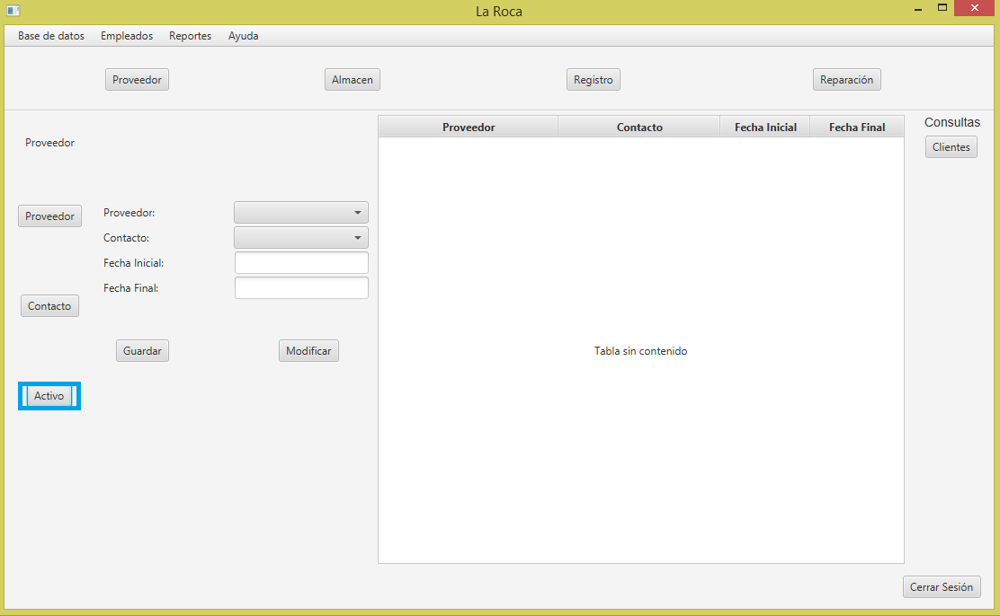 La Roca
Base de datos Empleados Reportes Ayuda
Proveedor Almacen Registro Reparación
Proveedor
Proveedor
Contacto
Activo
Proveedor:
Contacto:
Fecha Inicial:
Fecha Final:
Guardar Modificar
Proveedor Contacto Fecha Inicial Fecha Final
Tabla sin contenido
Consultas
Clientes
Cerrar Sesión